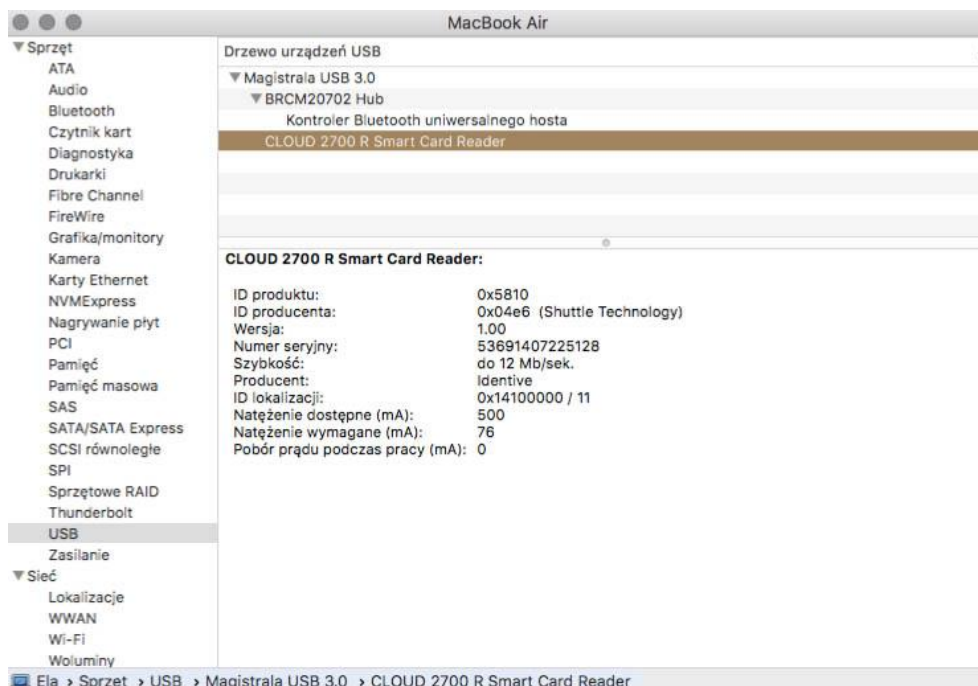 MacBook Air
Sprzęt
ATA
Audio
Bluetooth
Czytnik kart
Diagnostyka
Drukarki
Fibre Channel
FireWire
Grafika/monitory
Kamera
Karty Ethernet
NVMExpress
Nagrywanie płyt
PCI
Pamięć
Pamięć masowa
SAS
SATA/SATA Express
SCSI równoległe
SPI
Sprzętowe RAID
Thunderbolt
USB
Zasilanie
Sieć
Lokalizacje
WWAN
Wi-Fi
Woluminy
Drzewo urządzeń USB
Magistrala USB 3.0
BRCM20702 Hub
Kontroler Bluetooth uniwersalnego hosta
CLOUD 2700 R Smart Card Reader
CLOUD 2700 R Smart Card Reader:
ID produktu: 0x5810
ID producenta: 0x04e6 (Shuttle Technology)
Wersja: 1.00
Numer seryjny: 53691407225128
Szybkość: do 12 Mb/sek.
Producent: Identive
ID lokalizacji: 0x14100000 / 11
Natężenie dostępne (mA): 500
Natężenie wymagane (mA): 76
Pobór prądu podczas pracy (mA): 0
Ela › Sprzęt › USB › Magistrala USB 3.0 › CLOUD 2700 R Smart Card Reader